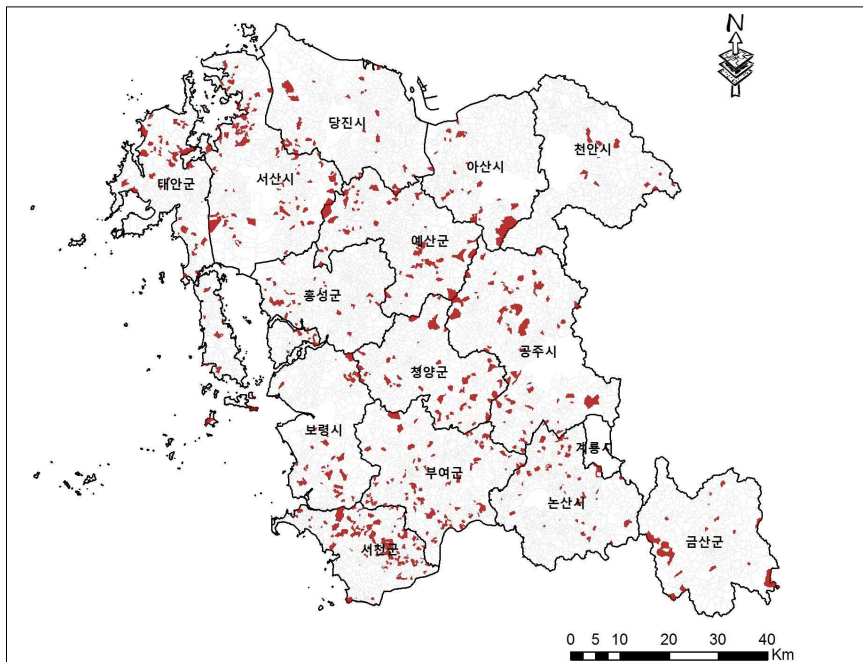 N
당진시
천안시
아산시
서산시
태안군
예산군
홍성군
공주시
청양군
보령시
계룡시
부여군
논산시
금산군
서천군
0 5 10 20 30 40
Km